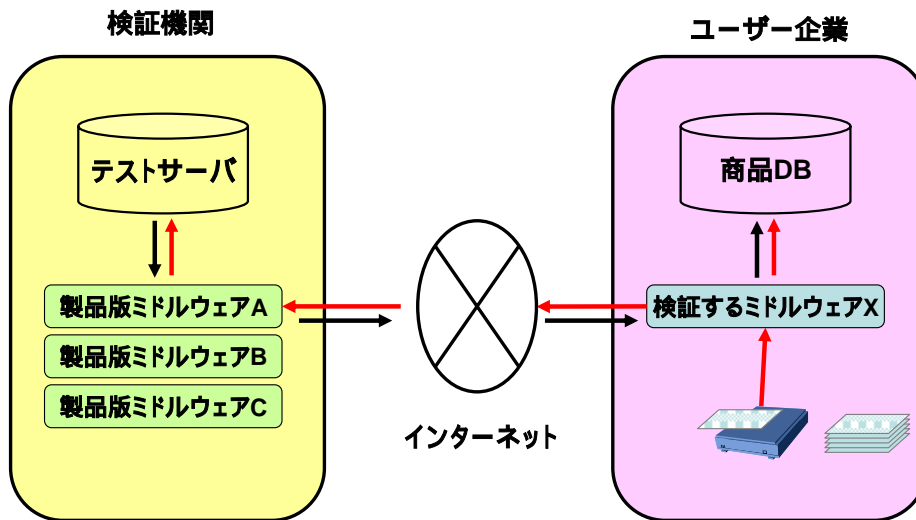 検証機関
ユーザー企業
テストサーバ
商品DB
製品版ミドルウェアA
検証するミドルウェアX
製品版ミドルウェアB
製品版ミドルウェアC
インターネット